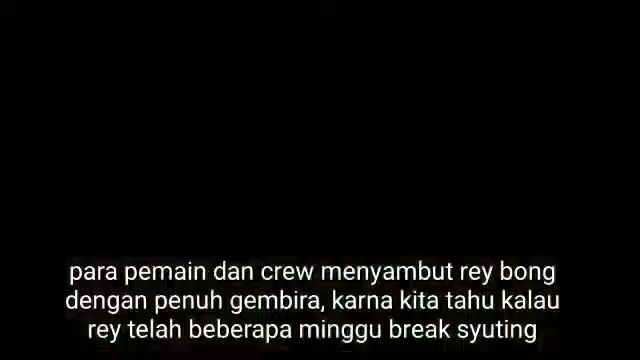 para pemain dan crew menyambut rey bong
dengan penuh gembira, karna kita tahu kalau
rey telah beberapa minggu break syuting